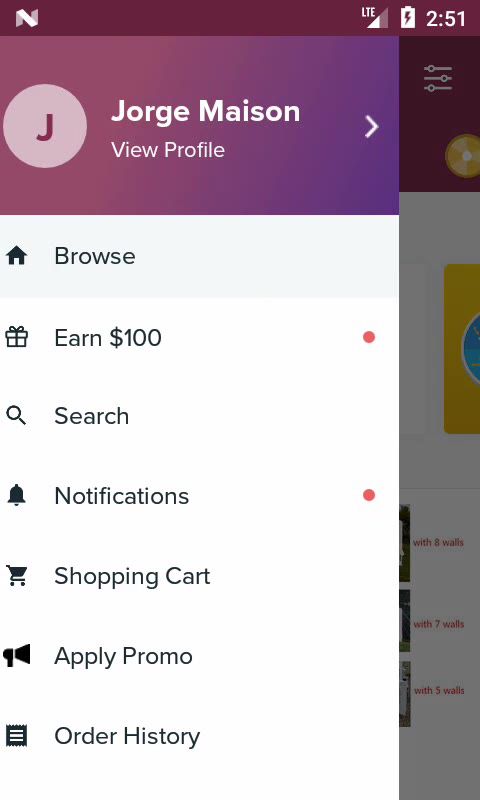 LTE 2:51
J
Jorge Maison
View Profile
Browse
Earn $100
Search
Notifications
with 8 walls
Shopping Cart
with 7 walls
Apply Promo
with 5 walls
Order History